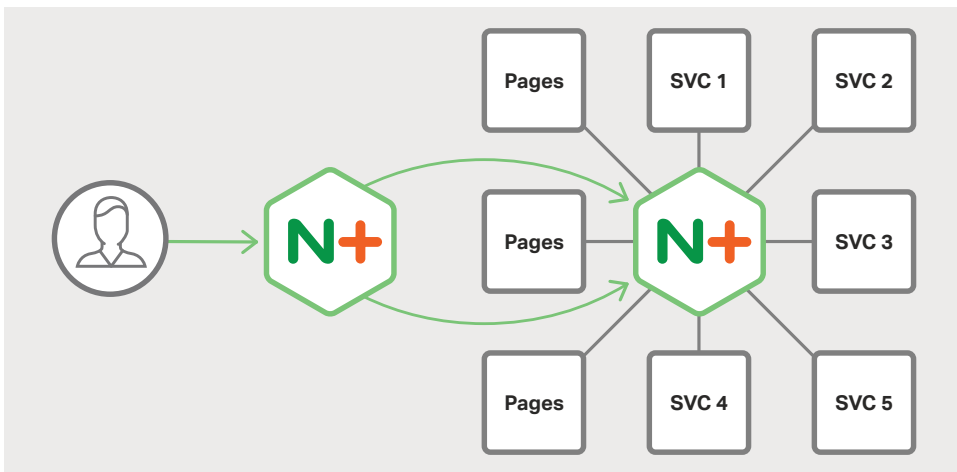 Pages
SVC 1
SVC 2
N+
N+
Pages
SVC 3
Pages
SVC 4
SVC 5